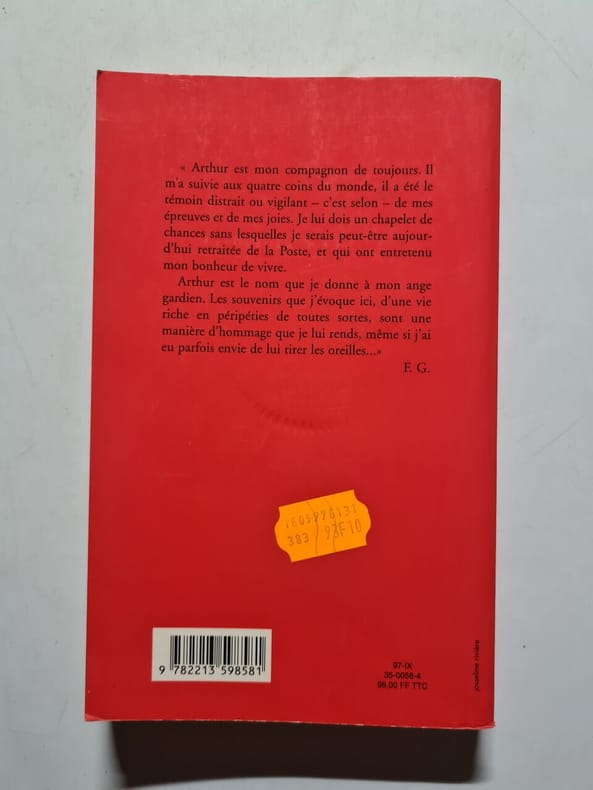 « Arthur est mon compagnon de toujours. Il
m'a suivie aux quatre coins du monde, il a été le
témoin distrait ou vigilant – c'est selon – de mes
épreuves et de mes joies. Je lui dois un chapelet de
chances sans lesquelles je serais peut-être aujour-
d'hui retraitée de la Poste, et qui ont entretenu
mon bonheur de vivre.
Arthur est le nom que je donne à mon ange
gardien. Les souvenirs que j'évoque ici, d'une vie
riche en péripéties de toutes sortes, sont une
manière d'hommage que je lui rends, même si j'ai
eu parfois envie de lui tirer les oreilles...»
F. G.
383 / 93F10
9 782213 598581
97-IX
35-0058-4
98,00 FF TTC
josseline rivière